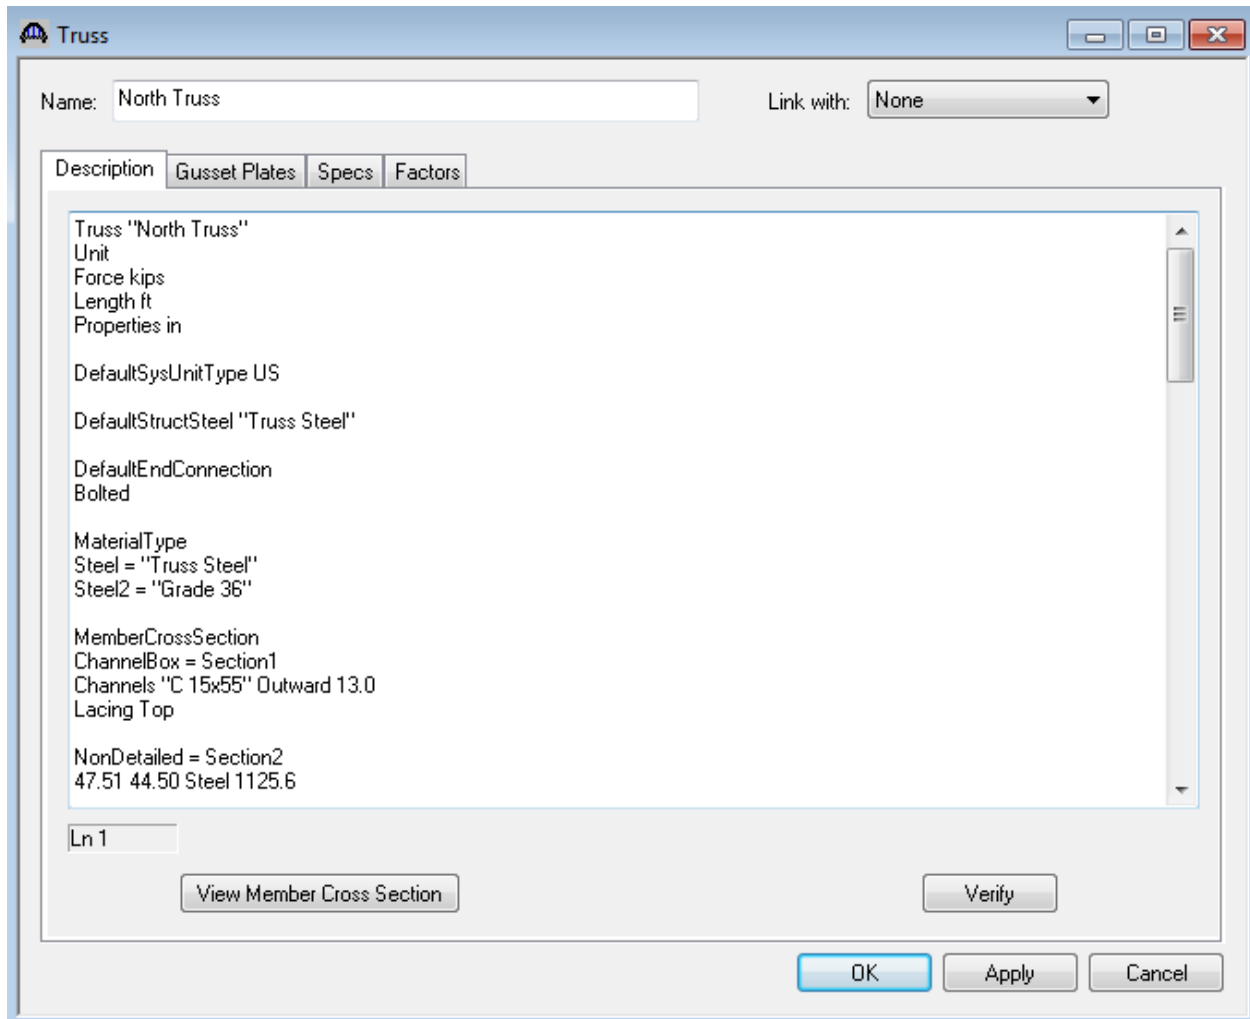 Truss
Name: North Truss Link with: None
Description Gusset Plates Specs Factors
Truss "North Truss"
Unit
Force kips
Length ft
Properties in
DefaultSysUnitType US
DefaultStructSteel "Truss Steel"
DefaultEndConnection
Bolted
MaterialType
Steel = "Truss Steel"
Steel2 = "Grade 36"
MemberCrossSection
ChannelBox = Section1
Channels "C 15x55" Outward 13.0
Lacing Top
NonDetailed = Section2
47.51 44.50 Steel 1125.6
Ln 1
View Member Cross Section Verify
OK Apply Cancel